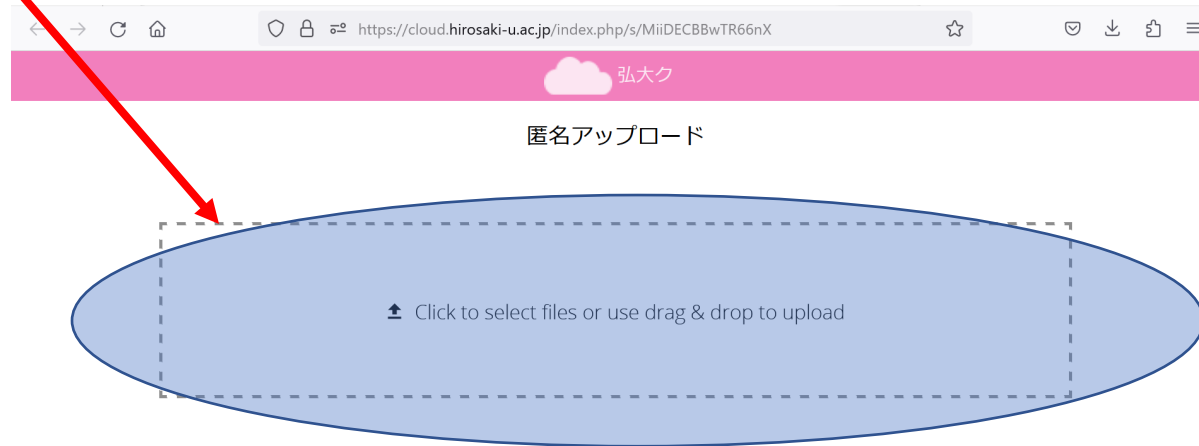 https://cloud.hirosaki-u.ac.jp/index.php/s/MiiDECBBwTR66nX
弘大ク
匿名アップロード
Click to select files or use drag & drop to upload